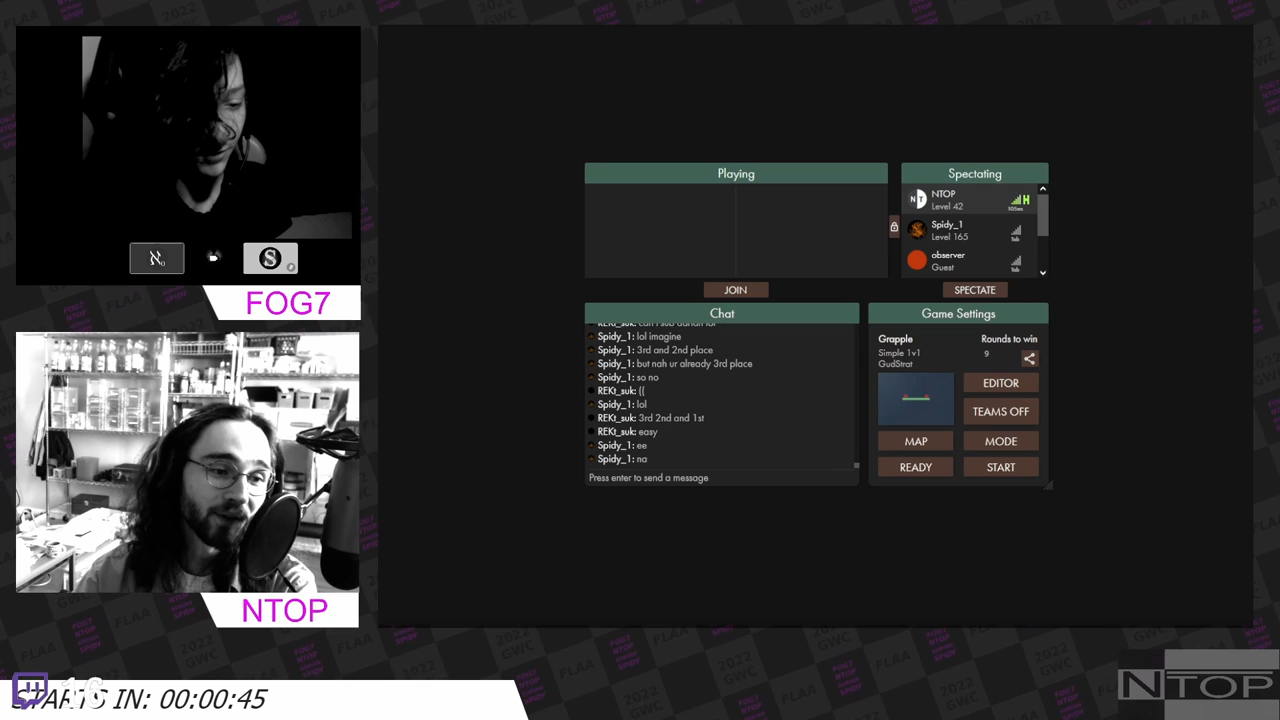 FOG7
NTOP
Playing
JOIN
Spectating
NTOP
Level 42
105ms
H
Spidy_1
Level 165
observer
Guest
SPECTATE
Chat
Spidy_1: lol imagine
Spidy_1: 3rd and 2nd place
Spidy_1: but nah ur already 3rd place
Spidy_1: so no
REKt_suk: ((
Spidy_1: lol
REKt_suk: 3rd 2nd and 1st
REKt_suk: easy
Spidy_1: ee
Spidy_1: na
Press enter to send a message
Game Settings
Grapple
Simple 1v1
GudStrat
Rounds to win
9
EDITOR
TEAMS OFF
MAP
MODE
READY
START
STARTS IN: 00:00:45
16
NTOP